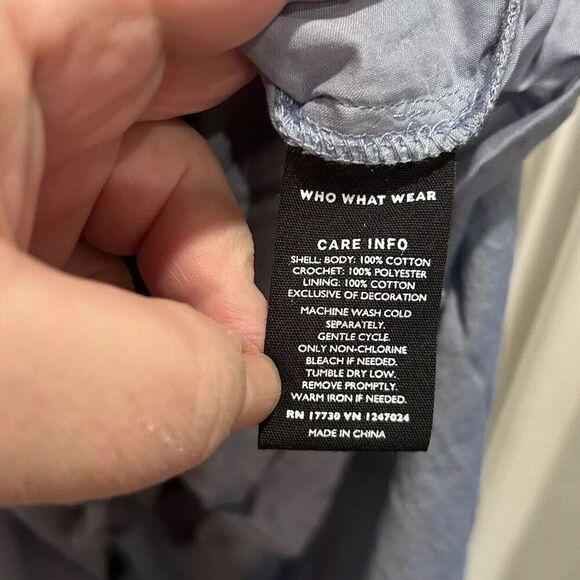 WHO WHAT WEAR
CARE INFO
SHELL: BODY: 100% COTTON
CROCHET: 100% POLYESTER
LINING: 100% COTTON
EXCLUSIVE OF DECORATION
MACHINE WASH COLD
SEPARATELY.
GENTLE CYCLE.
ONLY NON-CHLORINE
BLEACH IF NEEDED.
TUMBLE DRY LOW.
REMOVE PROMPTLY.
WARM IRON IF NEEDED.
RN 17730 VN 1247024
MADE IN CHINA